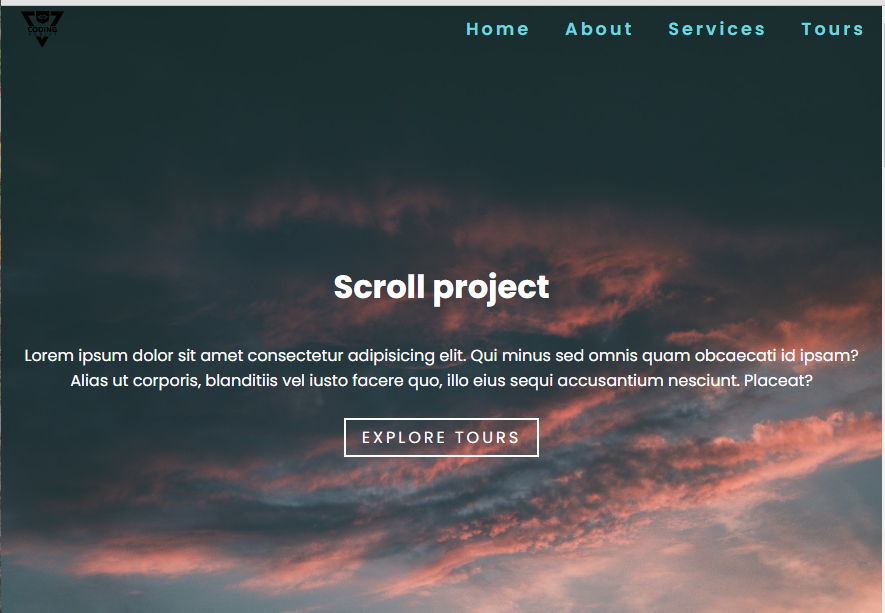 CODING
Home About Services Tours
Scroll project
Lorem ipsum dolor sit amet consectetur adipisicing elit. Qui minus sed omnis quam obcaecati id ipsam?
Alias ut corporis, blanditiis vel iusto facere quo, illo eius sequi accusantium nesciunt. Placeat?
EXPLORE TOURS